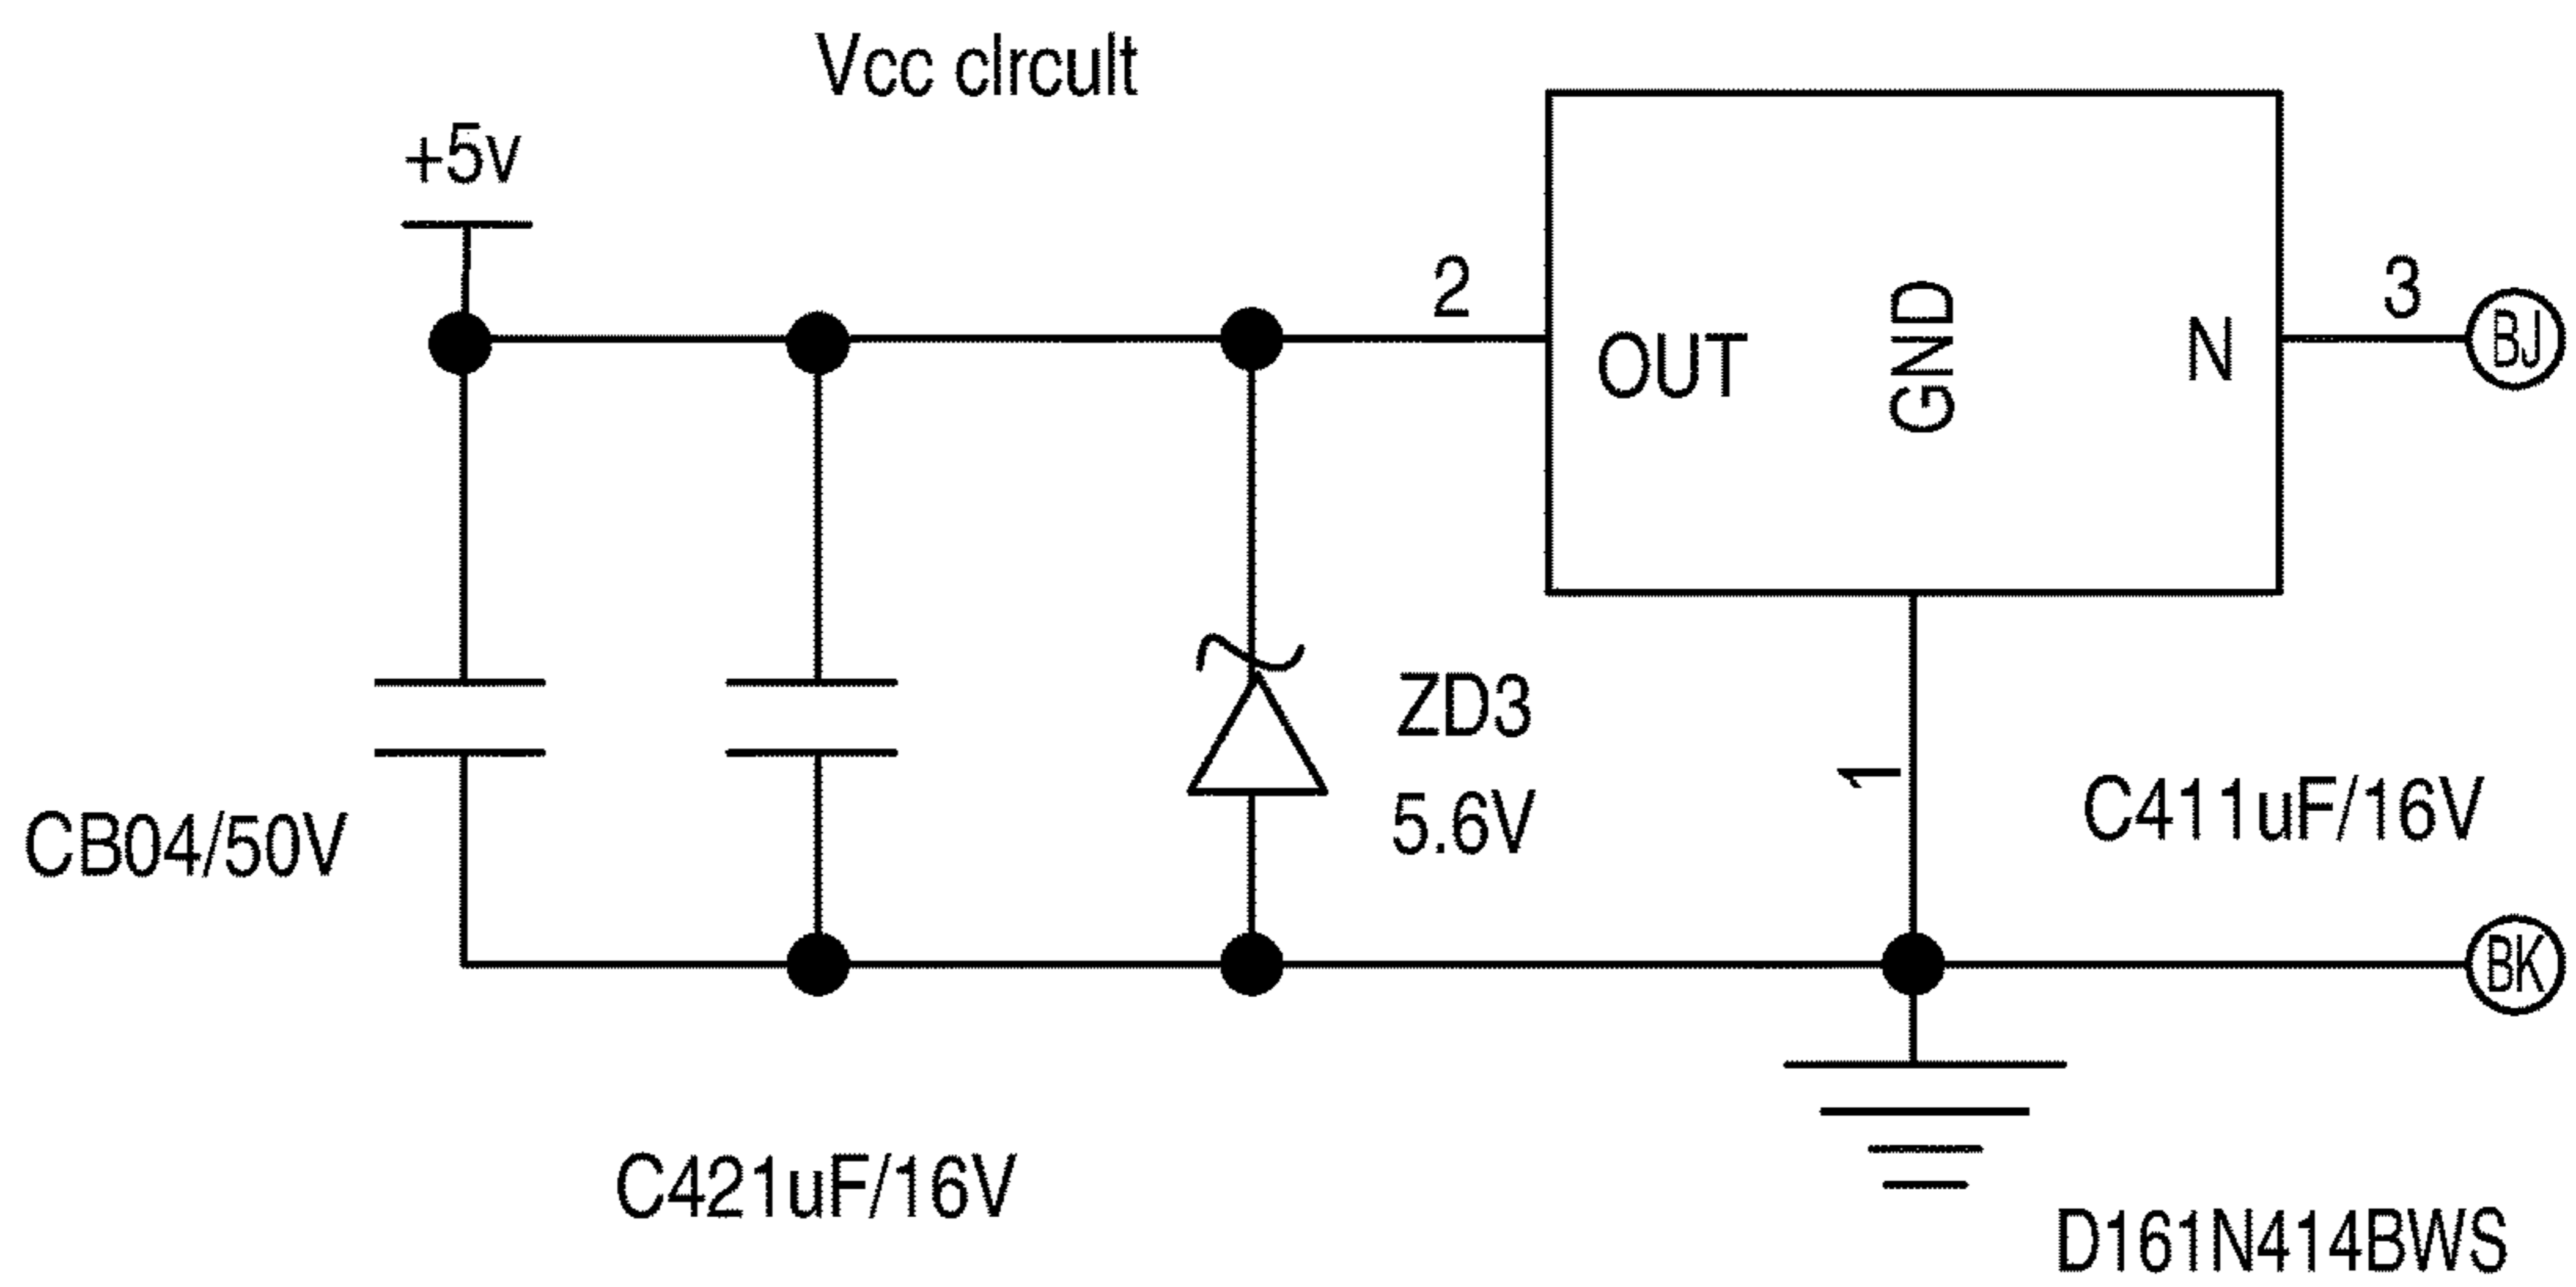 Vcc clrcult
+5v
2
3
OUT
GND
N
BJ
ZD3
5.6V
1
C411uF/16V
CB04/50V
BK
C421uF/16V
D161N414BWS